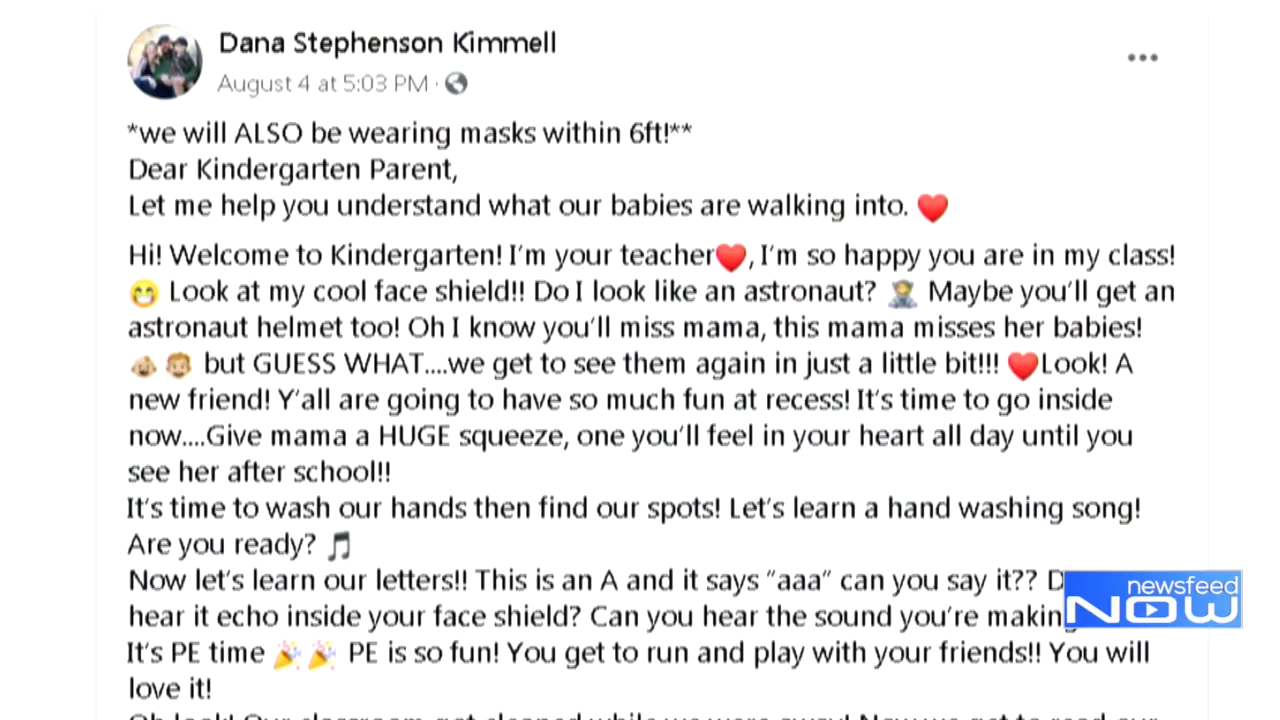 Dana Stephenson Kimmell
August 4 at 5:03 PM ·
*we will ALSO be wearing masks within 6ft!**
Dear Kindergarten Parent,
Let me help you understand what our babies are walking into. ❤️
Hi! Welcome to Kindergarten! I'm your teacher❤️, I'm so happy you are in my class!
😁 Look at my cool face shield!! Do I look like an astronaut? 🧑‍🚀 Maybe you'll get an
astronaut helmet too! Oh I know you'll miss mama, this mama misses her babies!
👶🏼 👦🏼 but GUESS WHAT....we get to see them again in just a little bit!!! ❤️Look! A
new friend! Y'all are going to have so much fun at recess! It's time to go inside
now....Give mama a HUGE squeeze, one you'll feel in your heart all day until you
see her after school!!
It's time to wash our hands then find our spots! Let's learn a hand washing song!
Are you ready? 🎵
Now let's learn our letters!! This is an A and it says "aaa" can you say it??
hear it echo inside your face shield? Can you hear the sound you're making
It's PE time 🎉 🎉 PE is so fun! You get to run and play with your friends!! You will
love it!
newsfeed
NOW